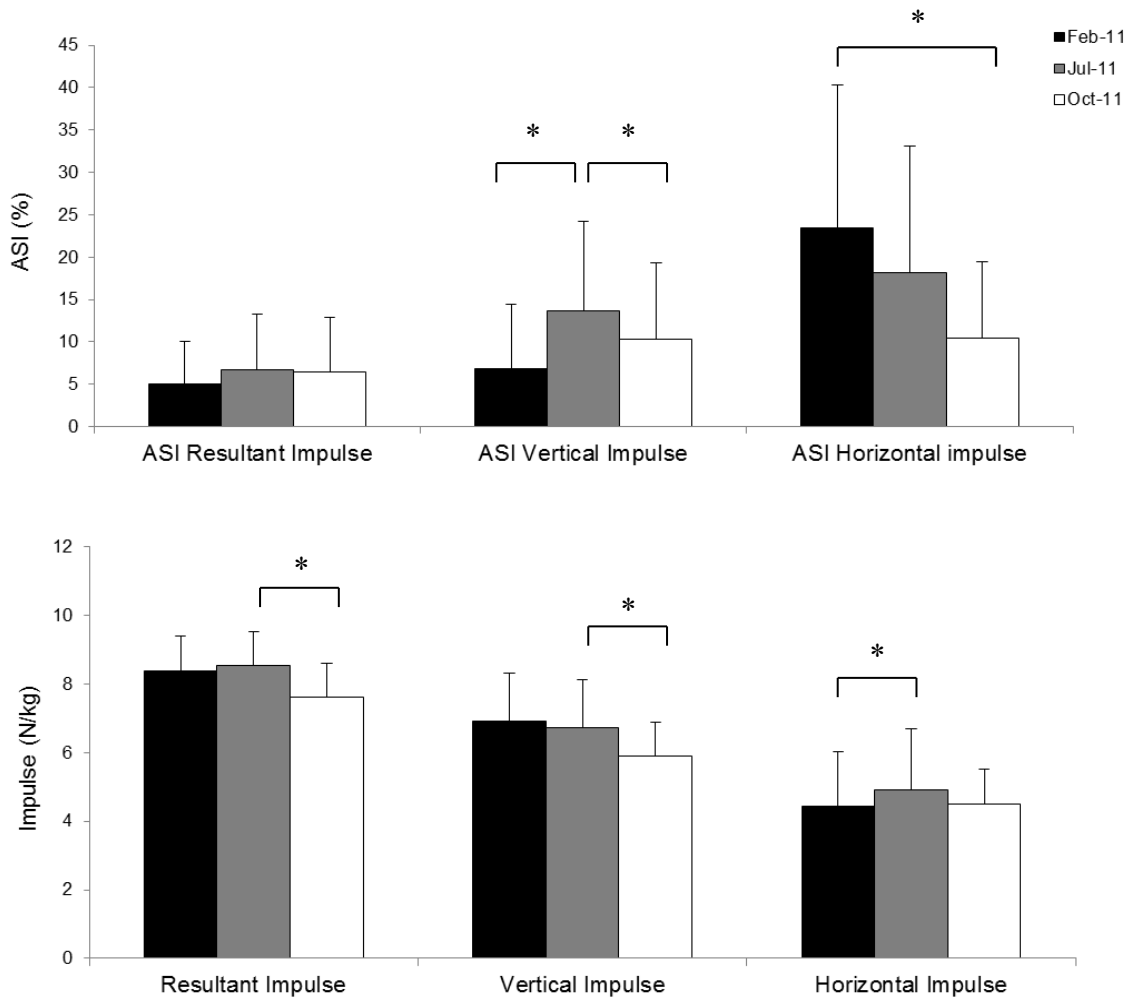 *
Feb-11
Jul-11
Oct-11
* *
45
40
35
30
25
20
15
10
5
0
ASI (%)
ASI Resultant Impulse ASI Vertical Impulse ASI Horizontal impulse
12
10
8
6
4
2
0
Impulse (N/kg)
* * *
Resultant Impulse Vertical Impulse Horizontal Impulse